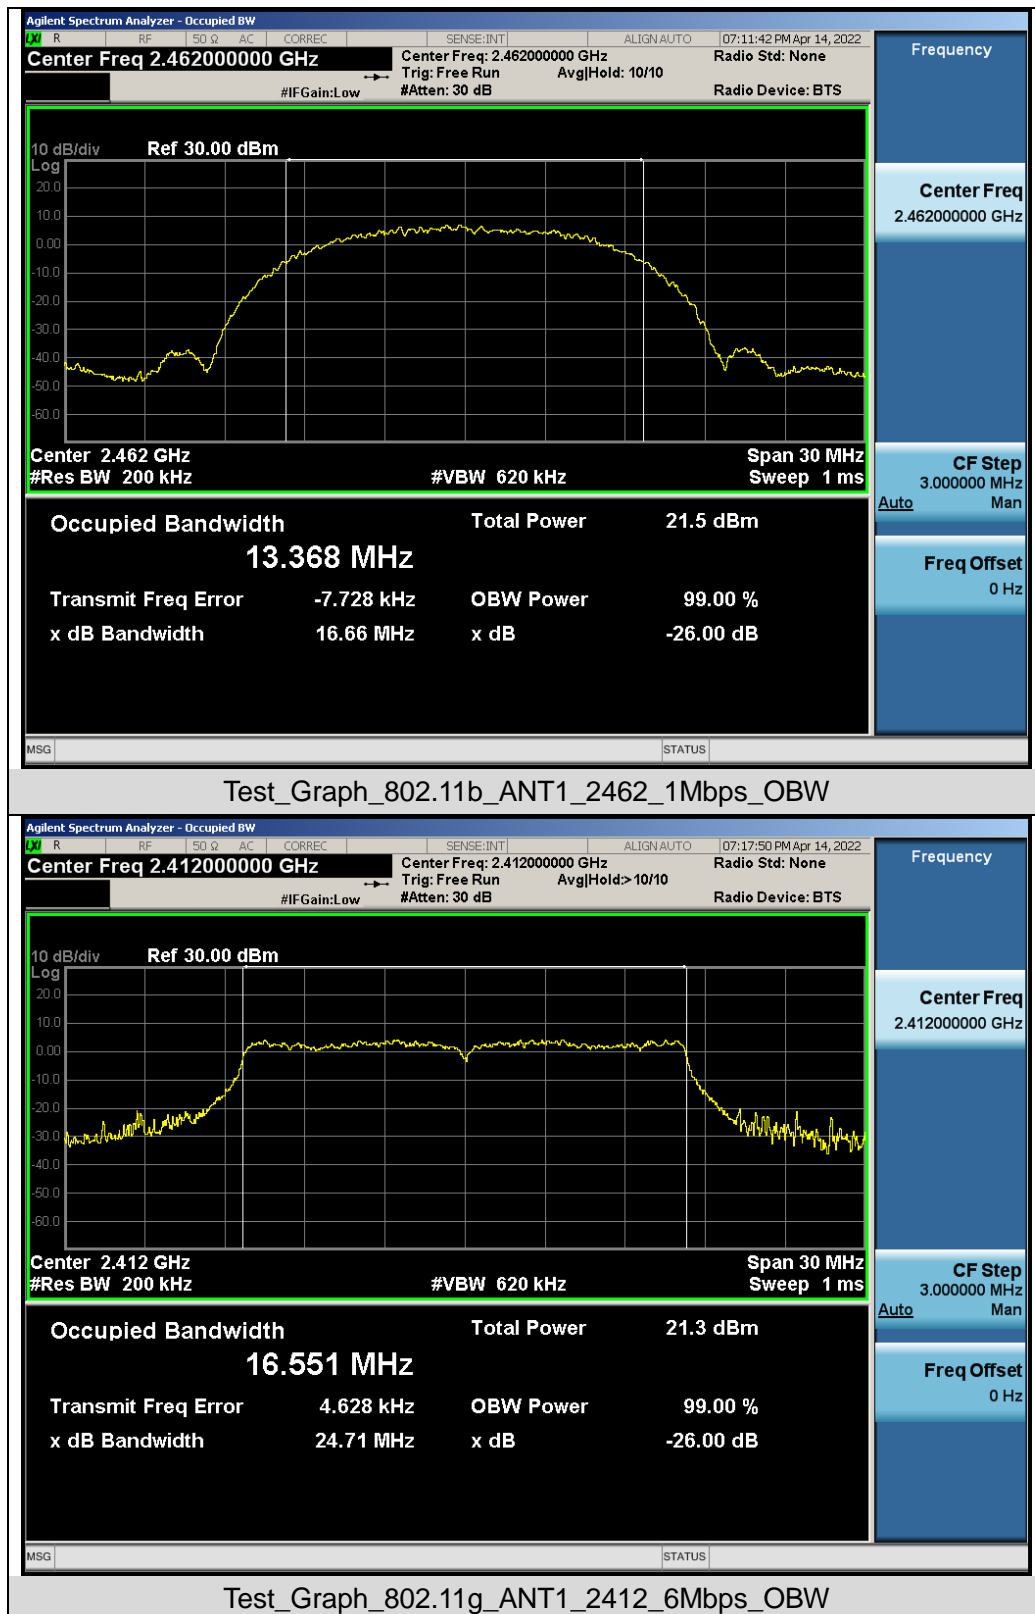 Agilent Spectrum Analyzer - Occupied BW
LXI R RF 50 Ω AC CORREC SENSE:INT ALIGN AUTO 07:11:42 PM Apr 14, 2022
Center Freq 2.462000000 GHz Center Freq: 2.462000000 GHz Radio Std: None Frequency
Trig: Free Run Avg|Hold: 10/10
#IFGain:Low #Atten: 30 dB Radio Device: BTS
10 dB/div Ref 30.00 dBm
Log
20.0
10.0
0.00
-10.0
-20.0
-30.0
-40.0
-50.0
-60.0
Center Freq
2.462000000 GHz
Center 2.462 GHz Span 30 MHz
#Res BW 200 kHz #VBW 620 kHz Sweep 1 ms
CF Step
3.000000 MHz
Auto Man
Occupied Bandwidth Total Power 21.5 dBm
13.368 MHz
Freq Offset
0 Hz
Transmit Freq Error -7.728 kHz OBW Power 99.00 %
x dB Bandwidth 16.66 MHz x dB -26.00 dB
MSG STATUS
Test_Graph_802.11b_ANT1_2462_1Mbps_OBW
Agilent Spectrum Analyzer - Occupied BW
LXI R RF 50 Ω AC CORREC SENSE:INT ALIGN AUTO 07:17:50 PM Apr 14, 2022
Center Freq 2.412000000 GHz Center Freq: 2.412000000 GHz Radio Std: None Frequency
Trig: Free Run Avg|Hold:>10/10
#IFGain:Low #Atten: 30 dB Radio Device: BTS
10 dB/div Ref 30.00 dBm
Log
20.0
10.0
0.00
-10.0
-20.0
-30.0
-40.0
-50.0
-60.0
Center Freq
2.412000000 GHz
Center 2.412 GHz Span 30 MHz
#Res BW 200 kHz #VBW 620 kHz Sweep 1 ms
CF Step
3.000000 MHz
Auto Man
Occupied Bandwidth Total Power 21.3 dBm
16.551 MHz
Freq Offset
0 Hz
Transmit Freq Error 4.628 kHz OBW Power 99.00 %
x dB Bandwidth 24.71 MHz x dB -26.00 dB
MSG STATUS
Test_Graph_802.11g_ANT1_2412_6Mbps_OBW